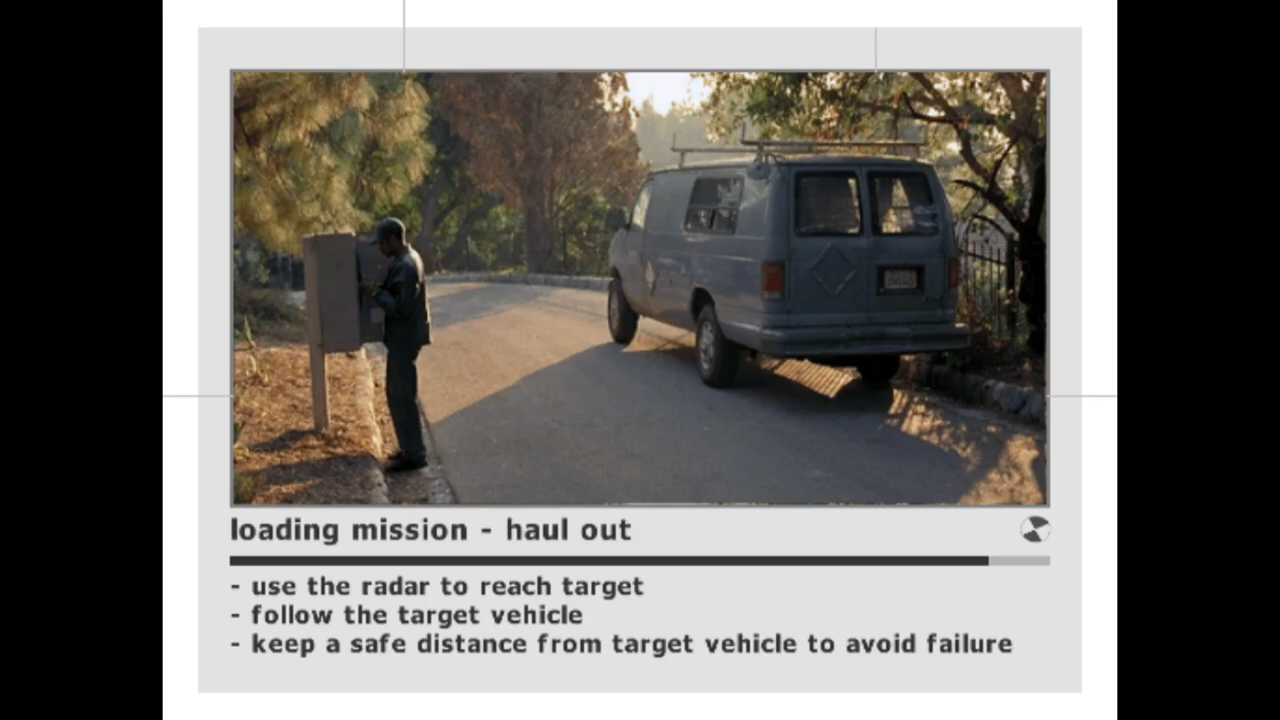 loading mission - haul out
- use the radar to reach target
- follow the target vehicle
- keep a safe distance from target vehicle to avoid failure